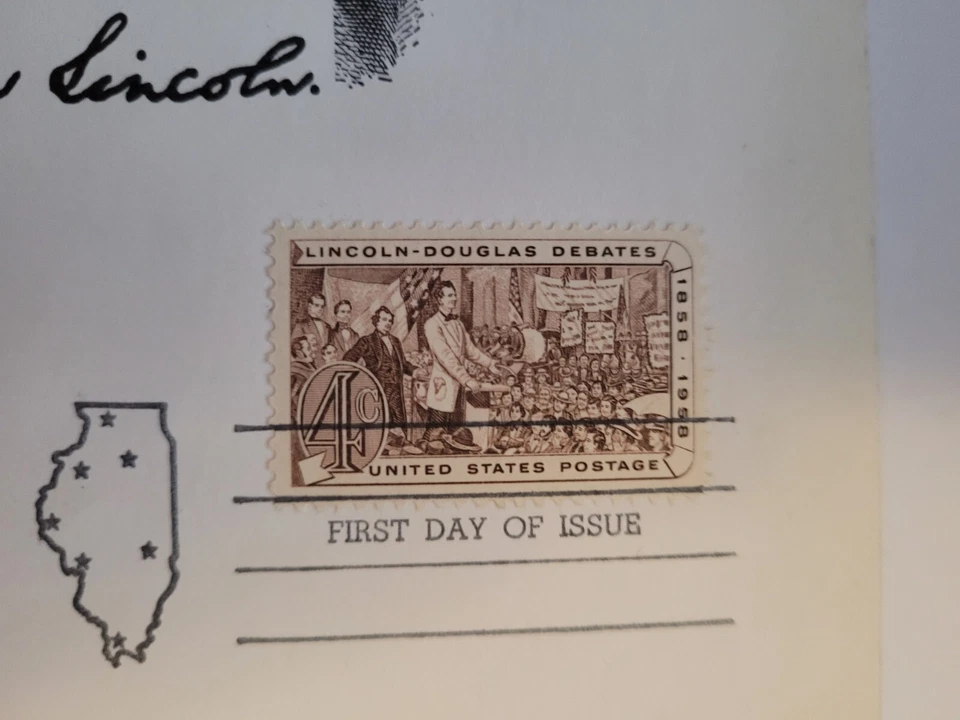 Lincoln.
LINCOLN-DOUGLAS DEBATES
1858 · 1958
4c
UNITED STATES POSTAGE
FIRST DAY OF ISSUE